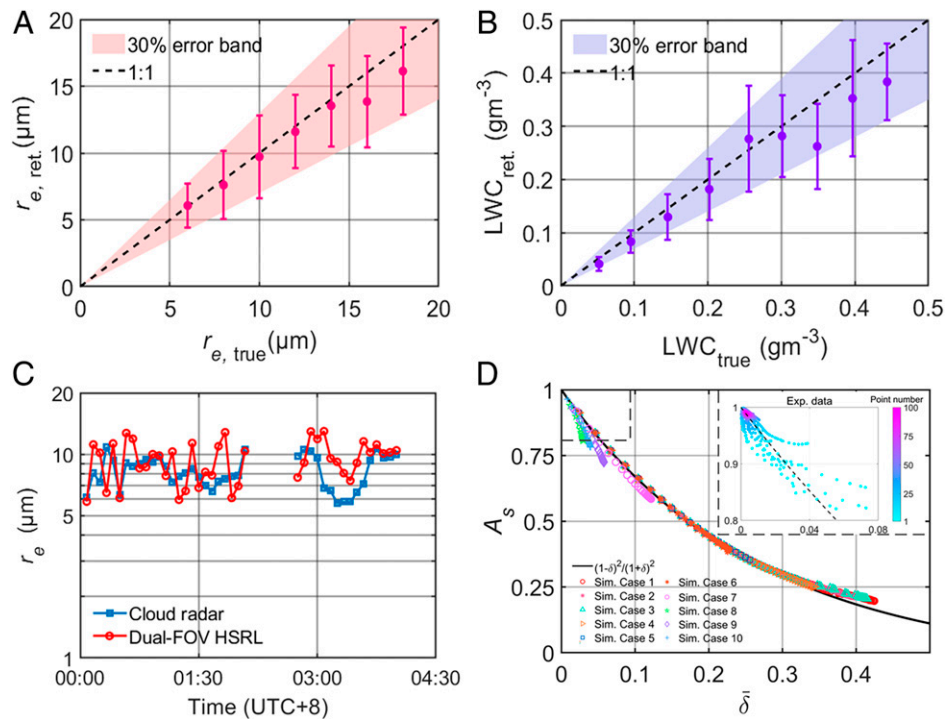 A
20
15
10
5
0
r_e, ret. (μm)
30% error band
1:1
0 5 10 15 20
r_e, true (μm)
B
0.5
0.4
0.3
0.2
0.1
0
LWC_ret. (gm⁻³)
30% error band
1:1
0 0.1 0.2 0.3 0.4 0.5
LWC_true (gm⁻³)
C
20
10
5
1
r_e (μm)
Cloud radar
Dual-FOV HSRL
00:00 01:30 03:00 04:30
Time (UTC+8)
D
1
0.75
0.5
0.25
0
A_s
Exp. data
Point number
1
0.9
0.8
0 0.04 0.08
100
75
50
25
1
(1-δ)²/(1+δ)²
Sim. Case 1 Sim. Case 6
Sim. Case 2 Sim. Case 7
Sim. Case 3 Sim. Case 8
Sim. Case 4 Sim. Case 9
Sim. Case 5 Sim. Case 10
0 0.1 0.2 0.3 0.4 0.5
δ̄